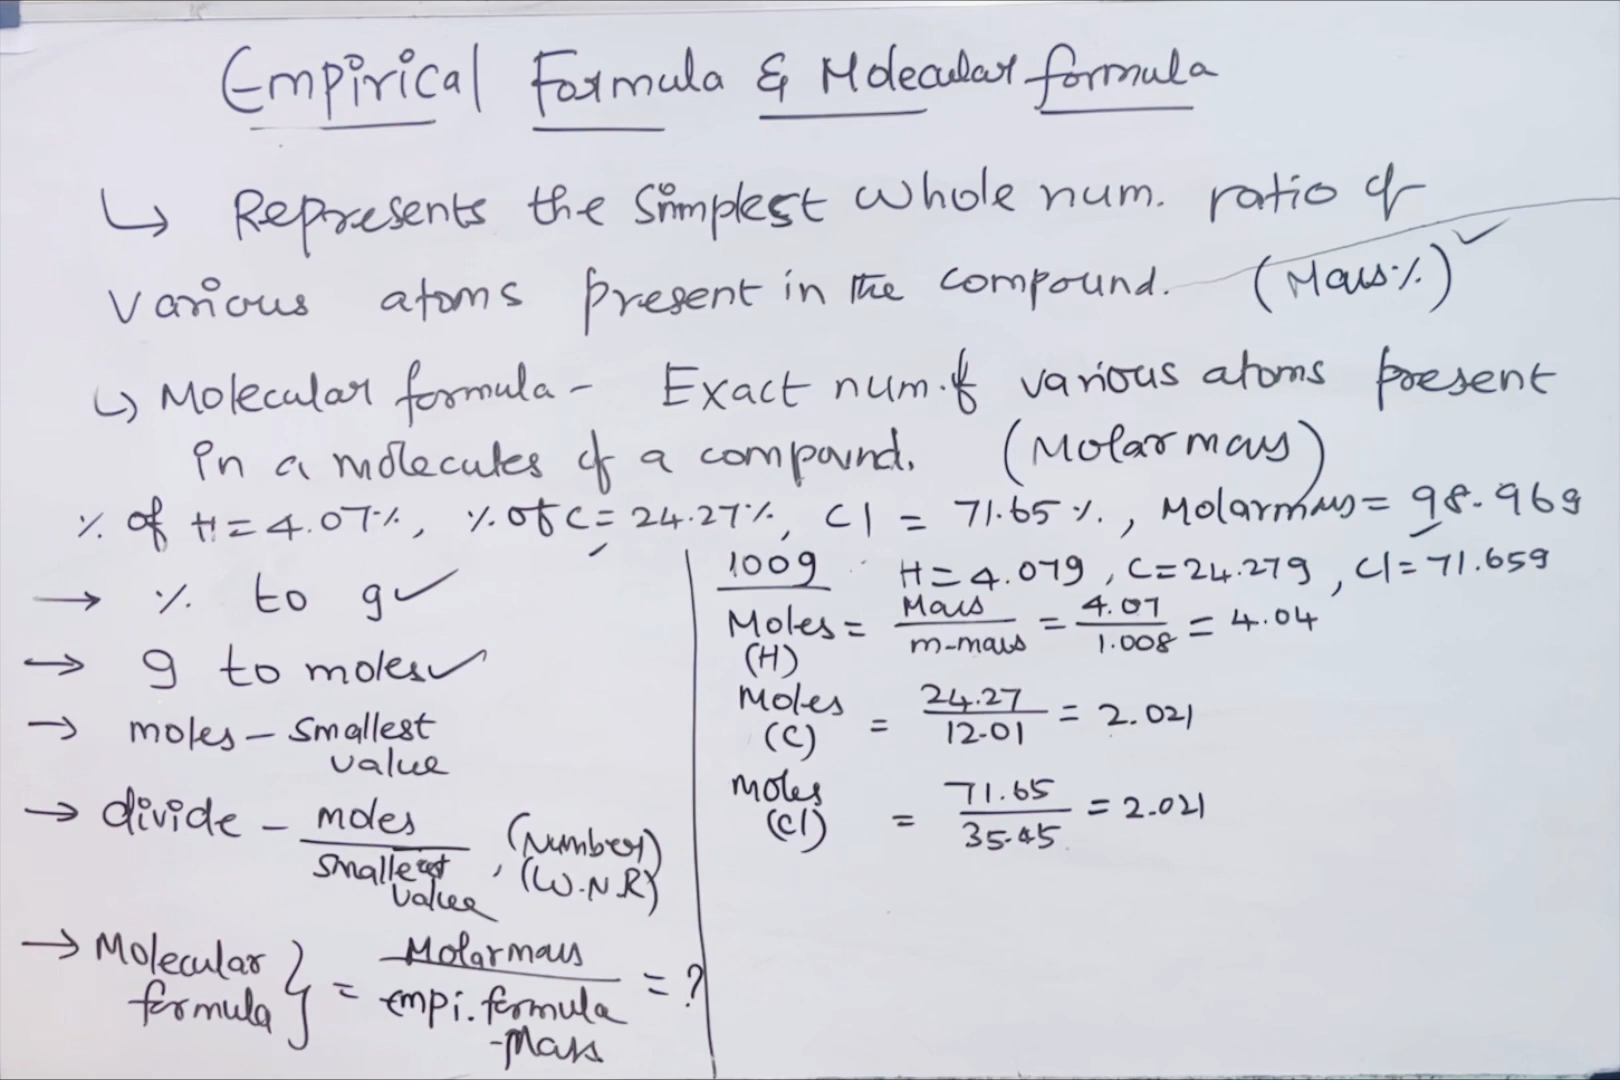 Empirical Formula & Molecular formula
↳ Represents the Simplest whole num. ratio of
various atoms present in the compound. (Mass%) ✓
↳ Molecular formula - Exact num. of various atoms present
in a molecules of a compound. (Molar mass)
% of H = 4.07%, % of C = 24.27%, Cl = 71.65%, Molarmass = 98.96g
→ % to g ✓
→ g to moles ✓
→ moles - smallest
value
→ divide - moles / smallest value, (Number) (W.N.R)
→ Molecular formula } = Molarmass / empi. formula -Mass = ?
100g H = 4.07g, C = 24.27g, Cl = 71.65g
Moles (H) = Mass / m-mass = 4.07 / 1.008 = 4.04
Moles (C) = 24.27 / 12.01 = 2.021
moles (Cl) = 71.65 / 35.45 = 2.021